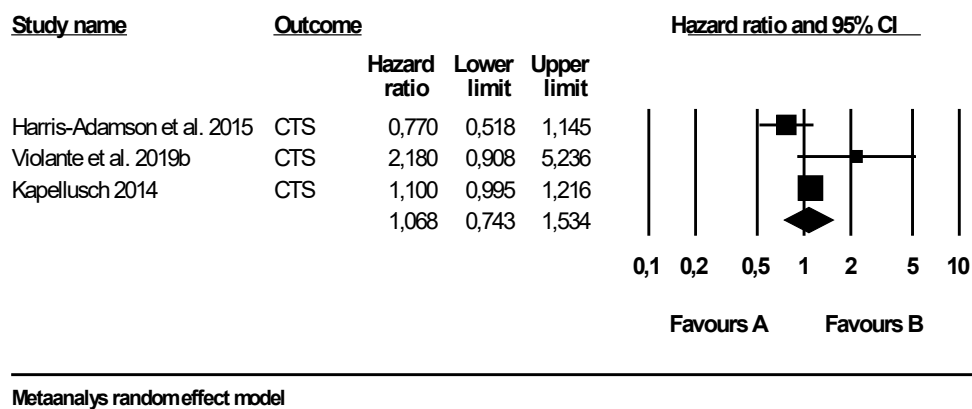 Study name Outcome Hazard ratio and 95% CI
Hazard Lower Upper
ratio limit limit
Harris-Adamson et al. 2015 CTS 0,770 0,518 1,145
Violante et al. 2019b CTS 2,180 0,908 5,236
Kapellusch 2014 CTS 1,100 0,995 1,216
1,068 0,743 1,534
0,1 0,2 0,5 1 2 5 10
Favours A Favours B
Metaanalys random effect model